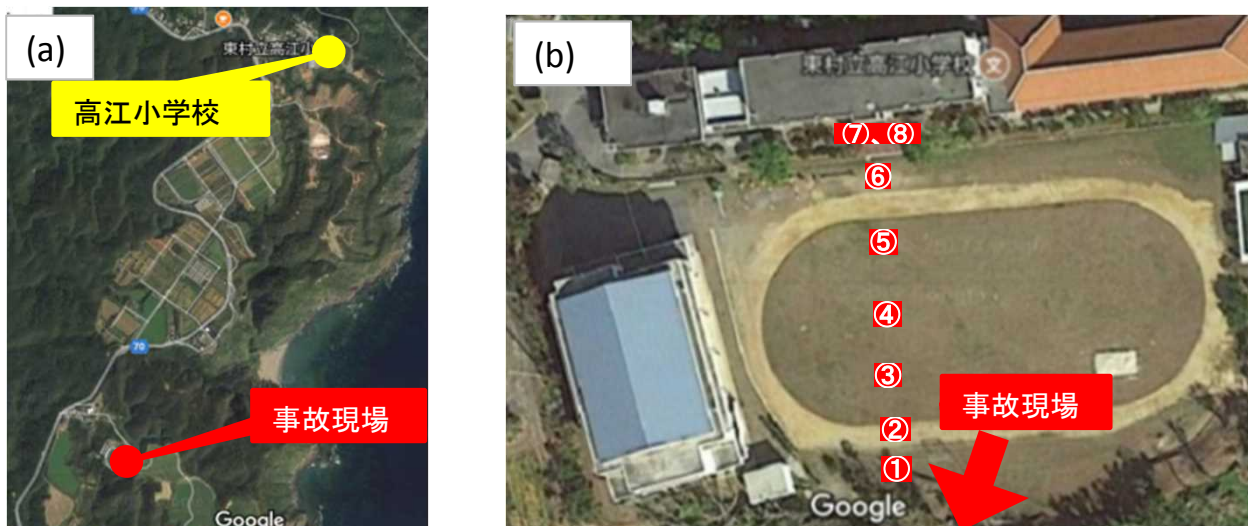 (a)
70
東村立高江小
高江小学校
70
事故現場
Google
(b)
東村立高江小学校
文
⑦、⑧
⑥
⑤
④
③
事故現場
②
①
Google